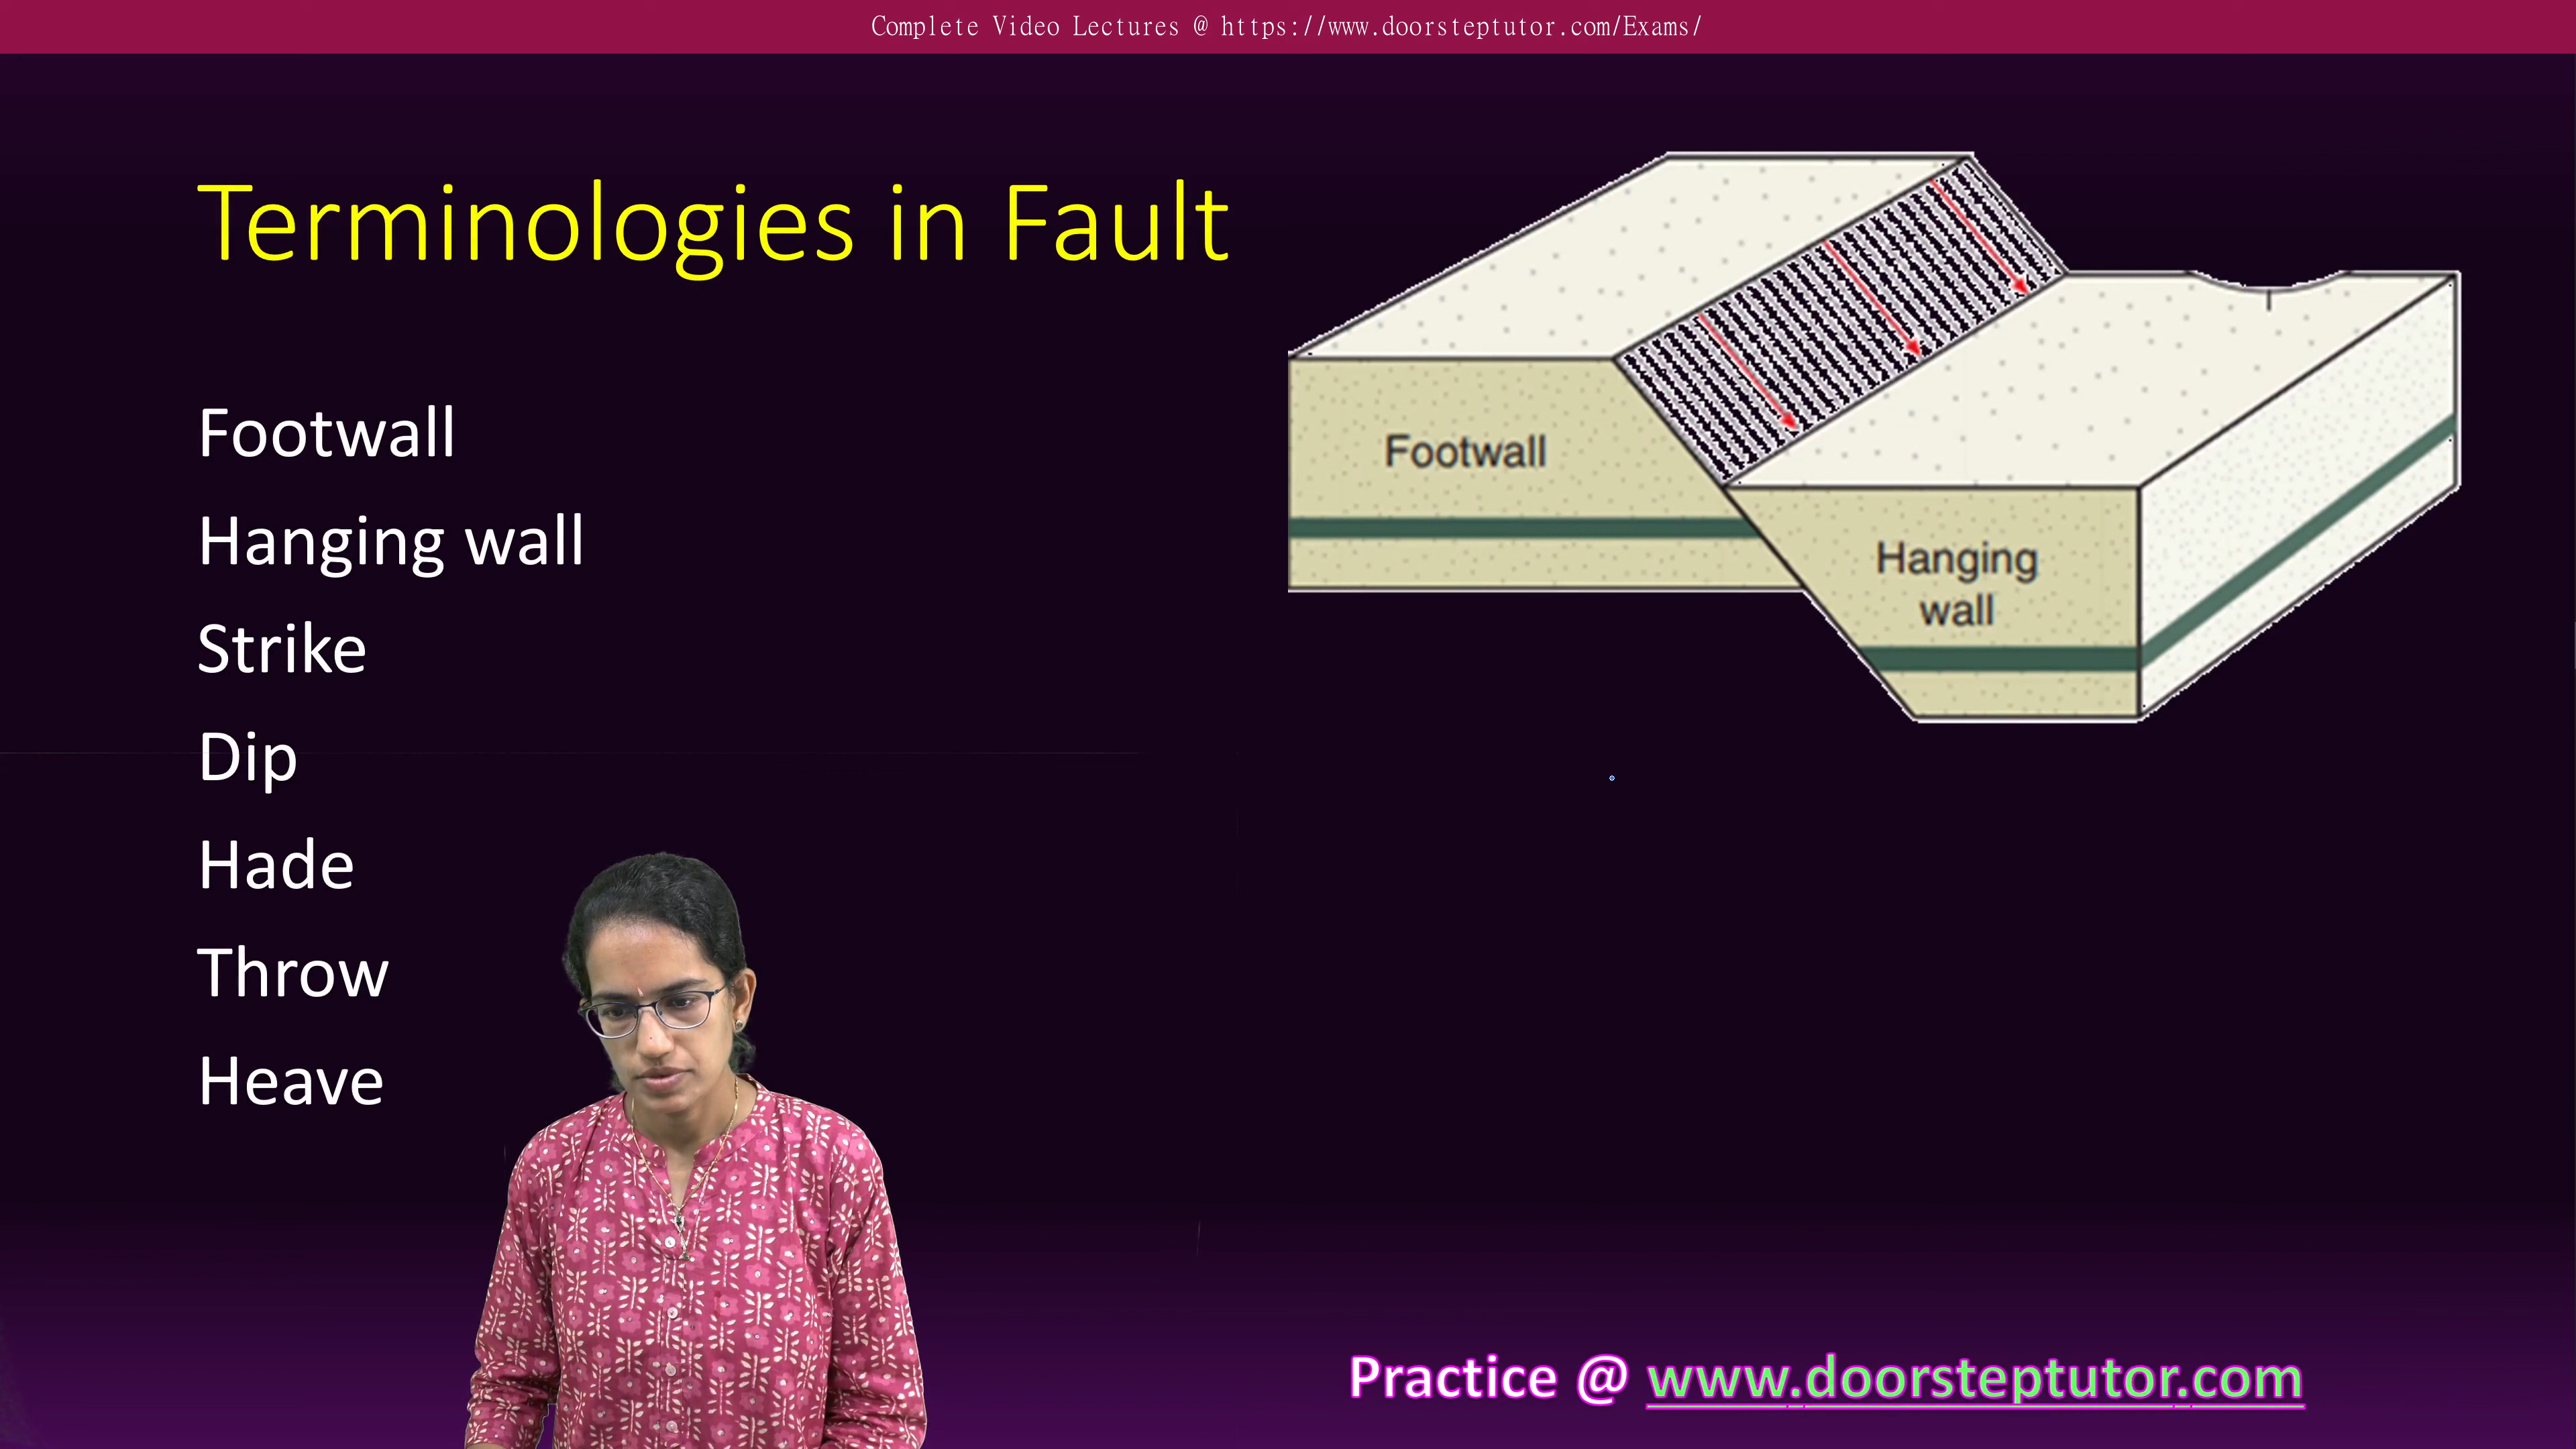 Complete Video Lectures @ https://www.doorsteptutor.com/Exams/
Terminologies in Fault
Footwall
Hanging wall
Strike
Dip
Hade
Throw
Heave
Footwall
Hanging
wall
Practice @ www.doorsteptutor.com